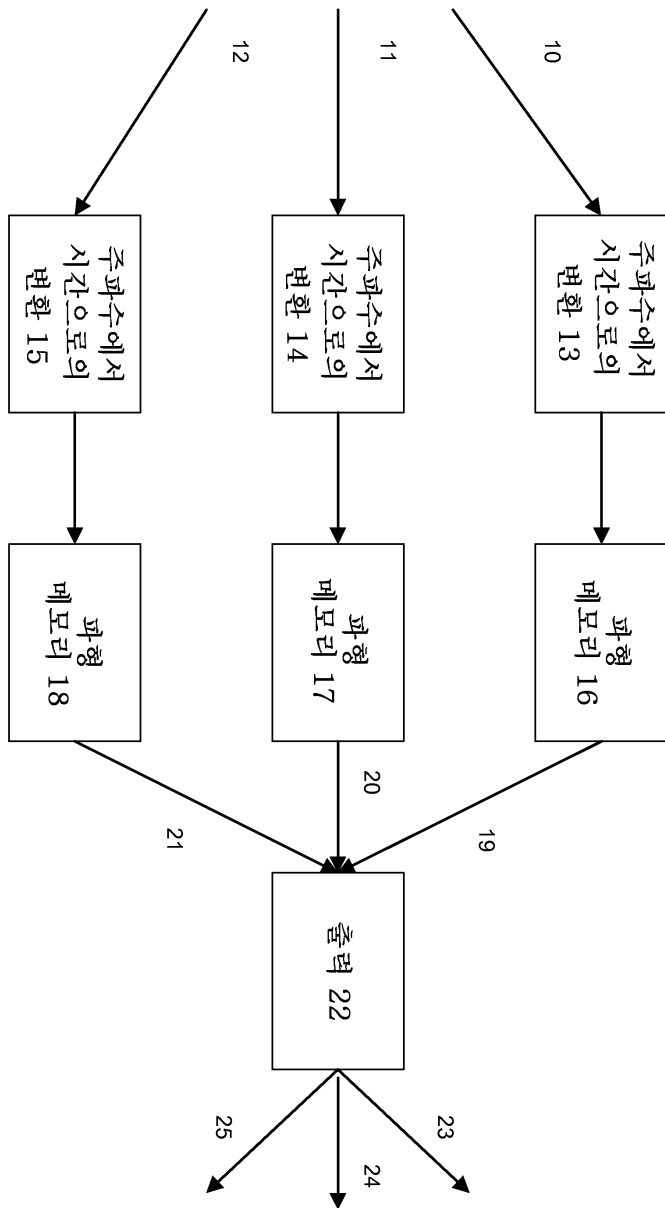 10
주파수에서
시간으로의
변환 13
파형
메모리 16
19
23
11
주파수에서
시간으로의
변환 14
파형
메모리 17
20
출력 22
24
12
주파수에서
시간으로의
변환 15
파형
메모리 18
21
25